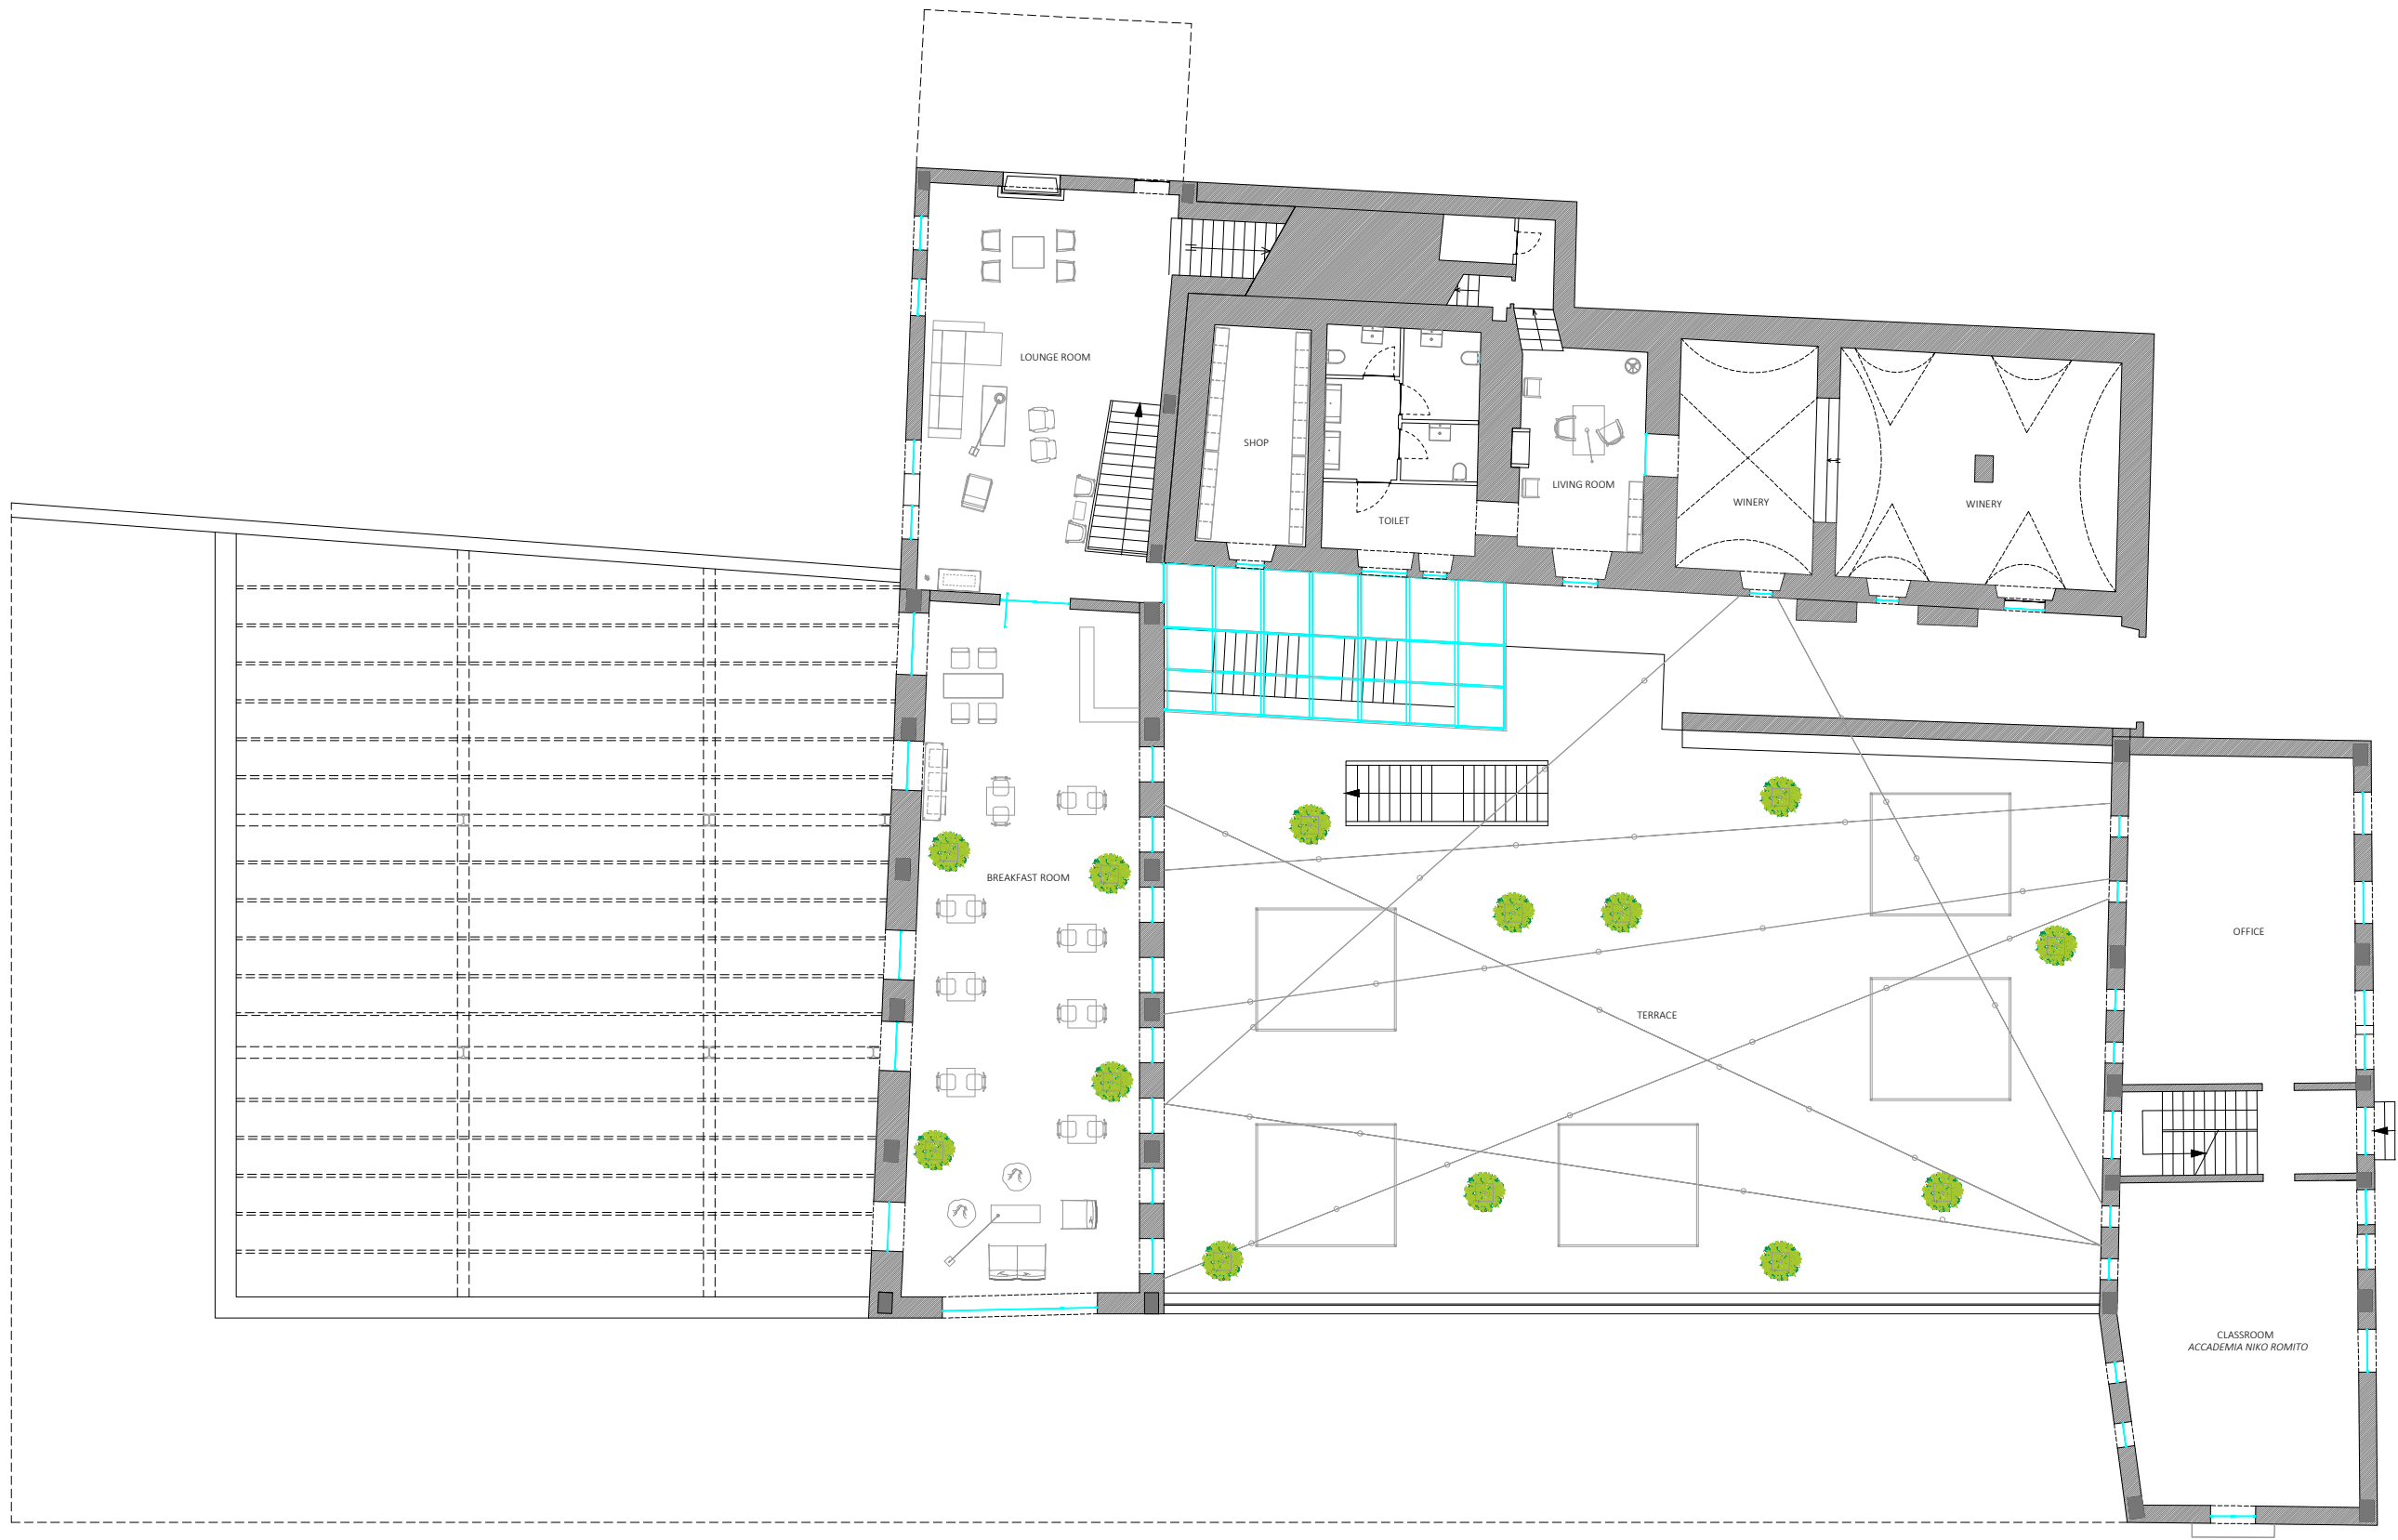 LOUNGE ROOM
SHOP
TOILET
LIVING ROOM
WINERY
WINERY
BREAKFAST ROOM
OFFICE
TERRACE
CLASSROOM
ACCADEMIA NIKO ROMITO